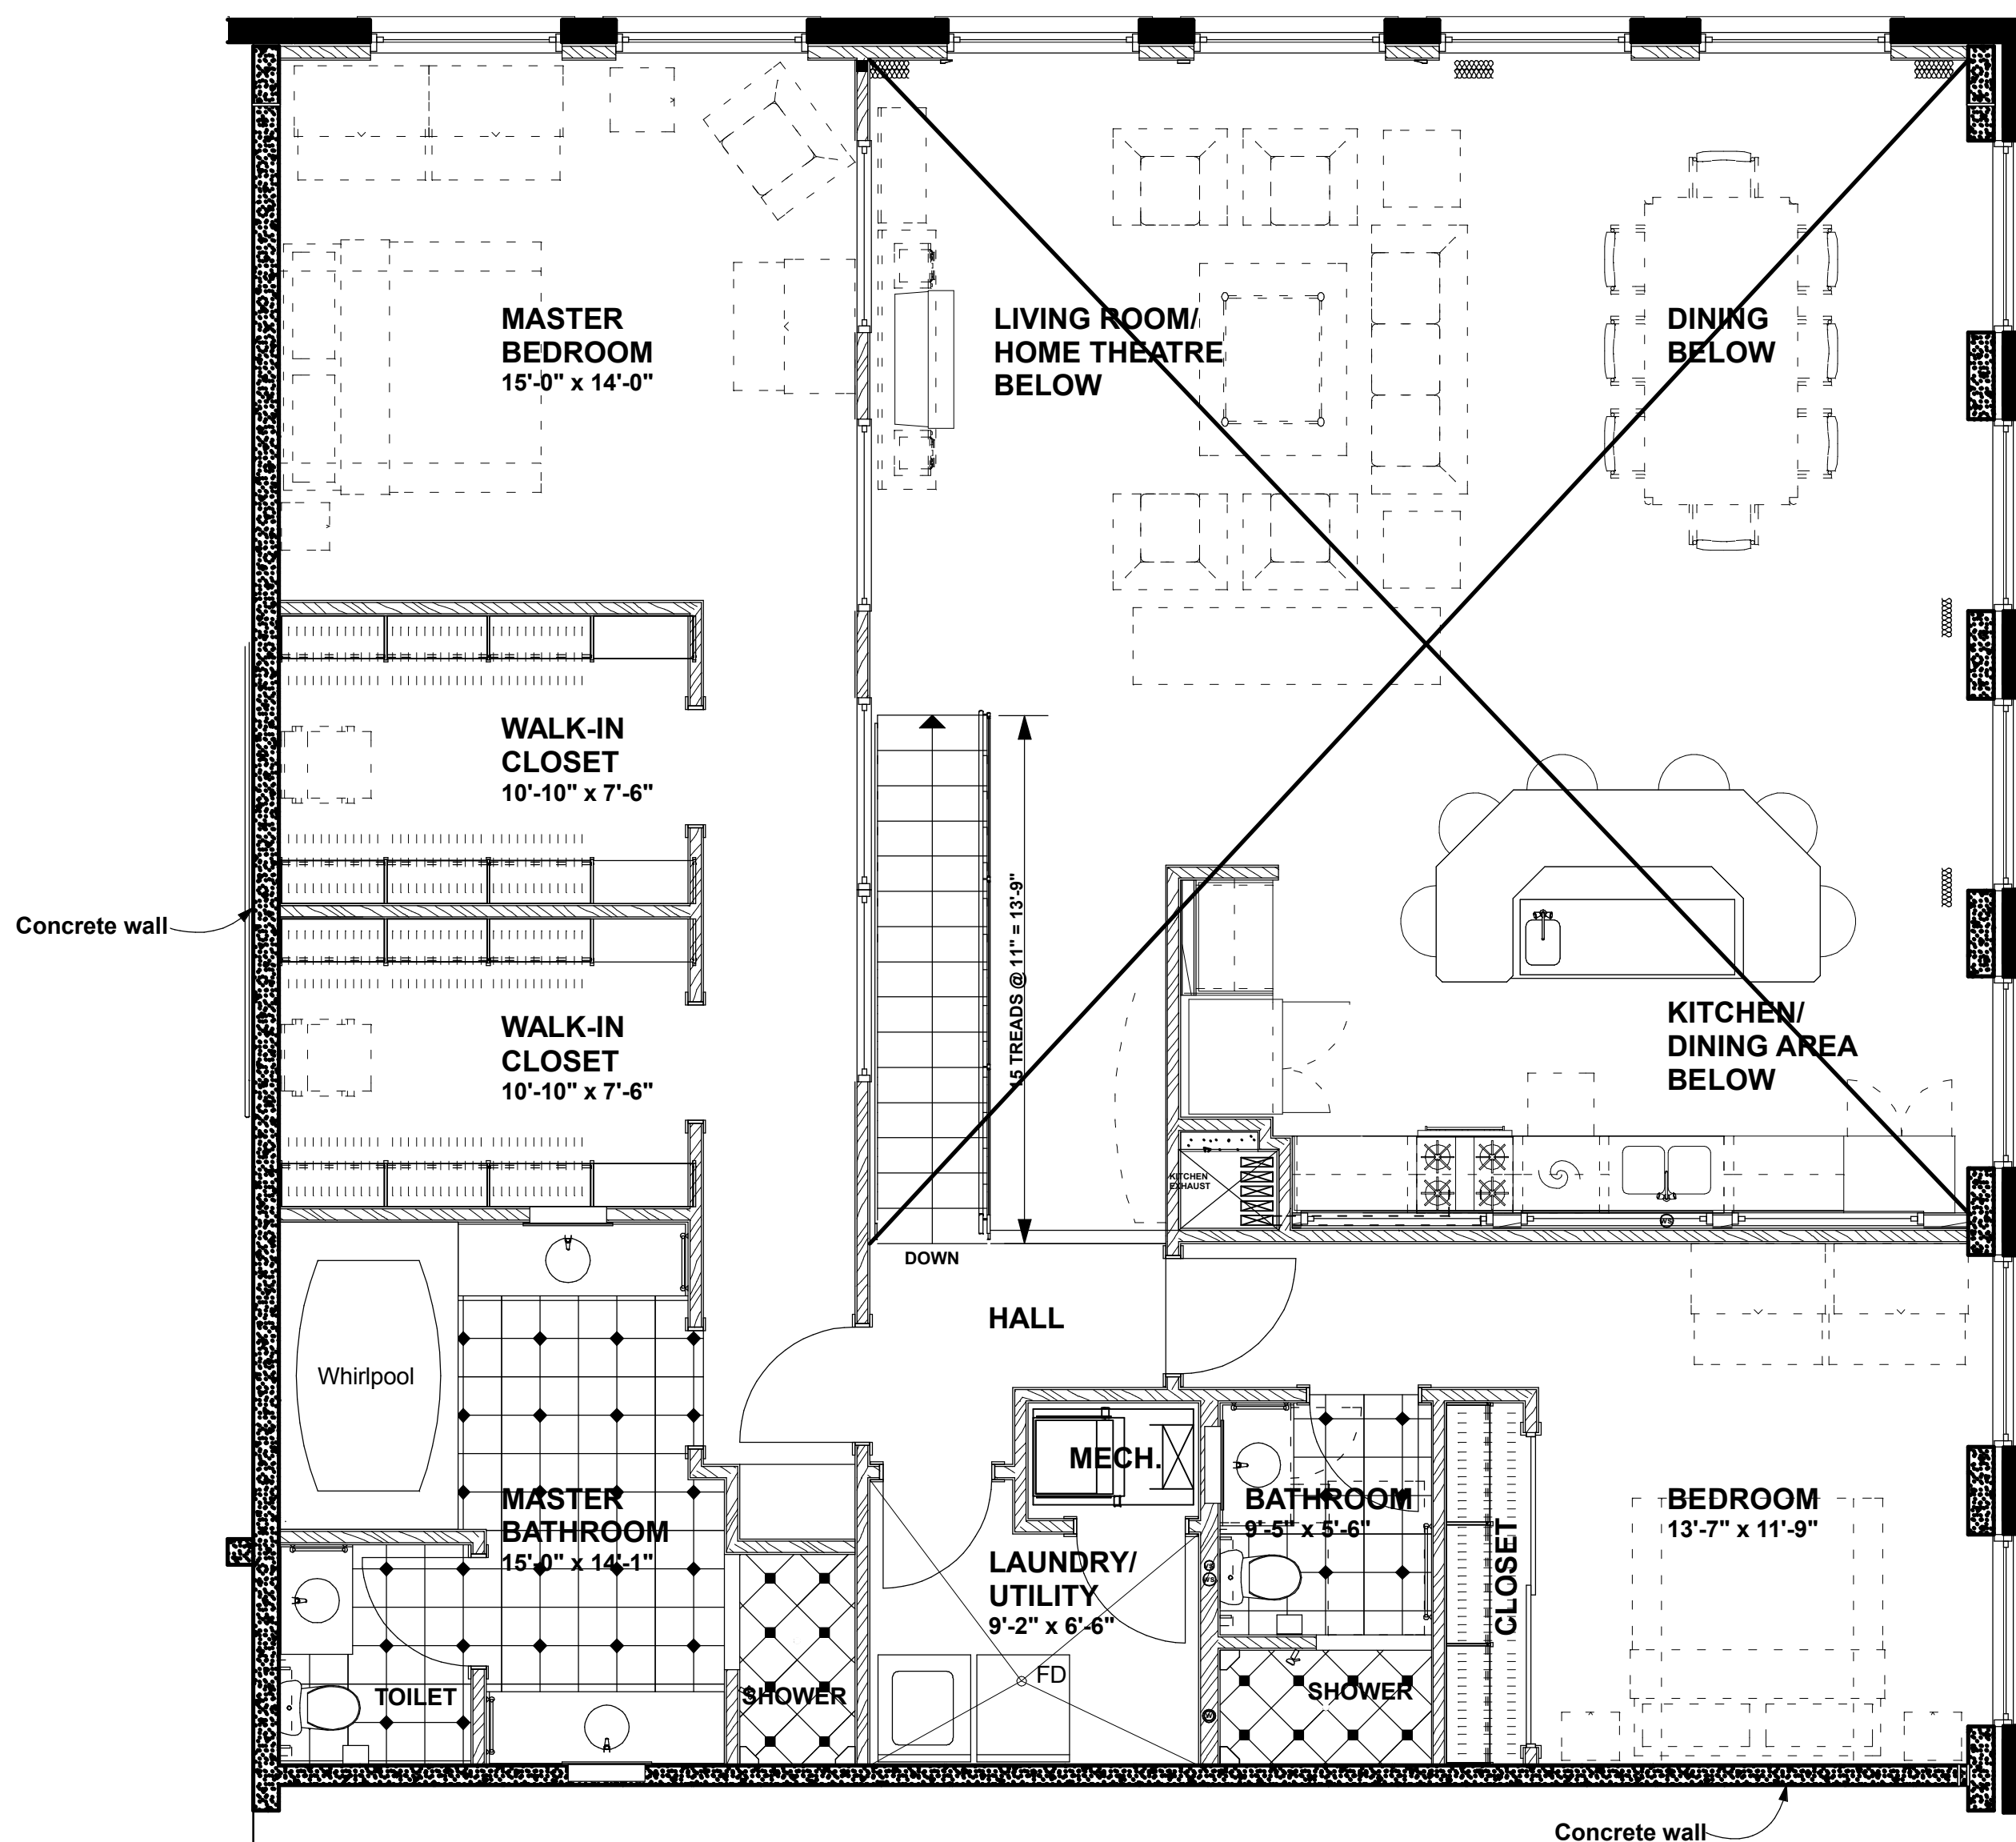 MASTER
BEDROOM
15'-0" x 14'-0"
LIVING ROOM/
HOME THEATRE
BELOW
DINING
BELOW
WALK-IN
CLOSET
10'-10" x 7'-6"
Concrete wall
15 TREADS @ 11" = 13'-9"
WALK-IN
CLOSET
10'-10" x 7'-6"
KITCHEN/
DINING AREA
BELOW
KITCHEN
EXHAUST
WS
DOWN
HALL
Whirlpool
MECH.
MASTER
BATHROOM
15'-0" x 14'-1"
BATHROOM
9'-5" x 5'-6"
CLOSET
BEDROOM
13'-7" x 11'-9"
LAUNDRY/
UTILITY
9'-2" x 6'-6"
WS
FD
TOILET
SHOWER
SHOWER
W
Concrete wall